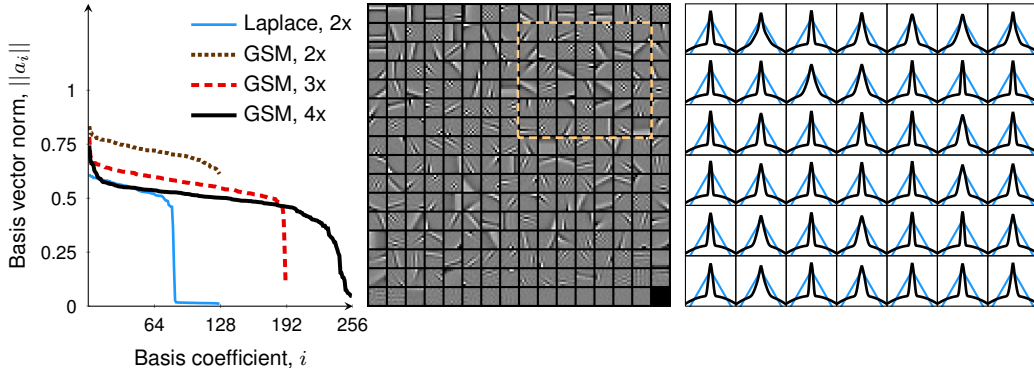 Laplace, 2x
GSM, 2x
GSM, 3x
GSM, 4x
Basis vector norm, ||a_i||
1
0.75
0.5
0.25
0
64
128
192
256
Basis coefficient, i